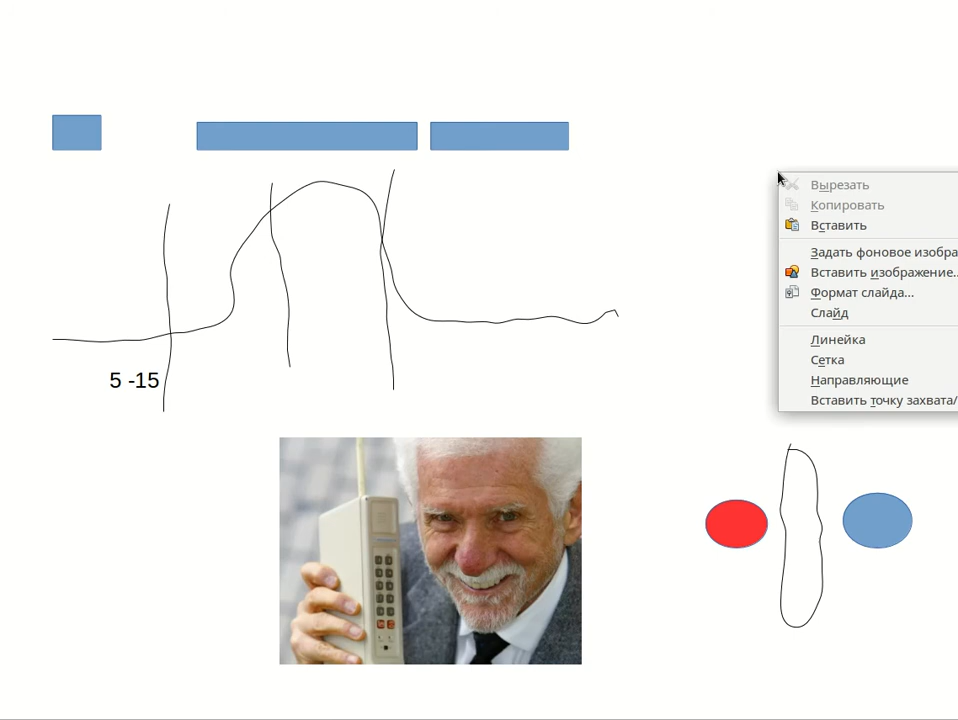 Вырезать
Копировать
Вставить
Задать фоновое изобра
Вставить изображение..
Формат слайда...
Слайд
Линейка
Сетка
Направляющие
Вставить точку захвата/
5 -15